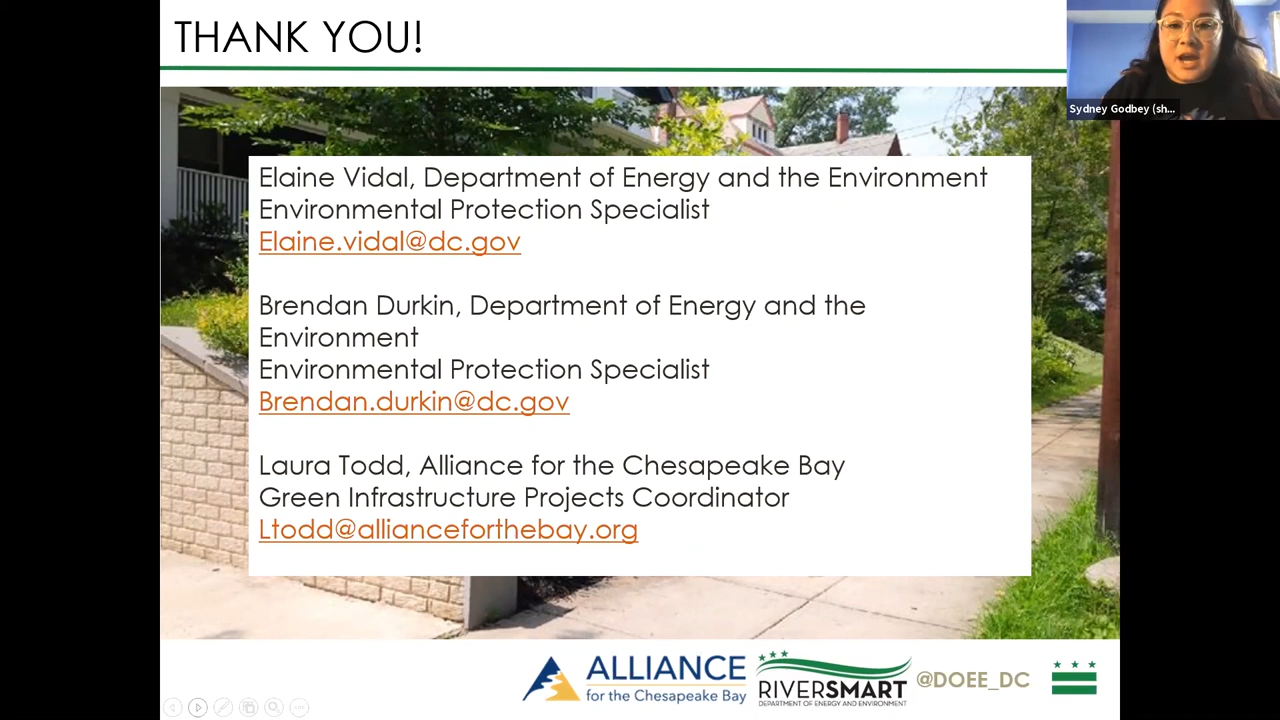 THANK YOU!
Sydney Godbey (sh...
Elaine Vidal, Department of Energy and the Environment
Environmental Protection Specialist
Elaine.vidal@dc.gov
Brendan Durkin, Department of Energy and the
Environment
Environmental Protection Specialist
Brendan.durkin@dc.gov
Laura Todd, Alliance for the Chesapeake Bay
Green Infrastructure Projects Coordinator
Ltodd@allianceforthebay.org
ALLIANCE
for the Chesapeake Bay
RIVERSMART
DEPARTMENT OF ENERGY AND ENVIRONMENT
@DOEE_DC